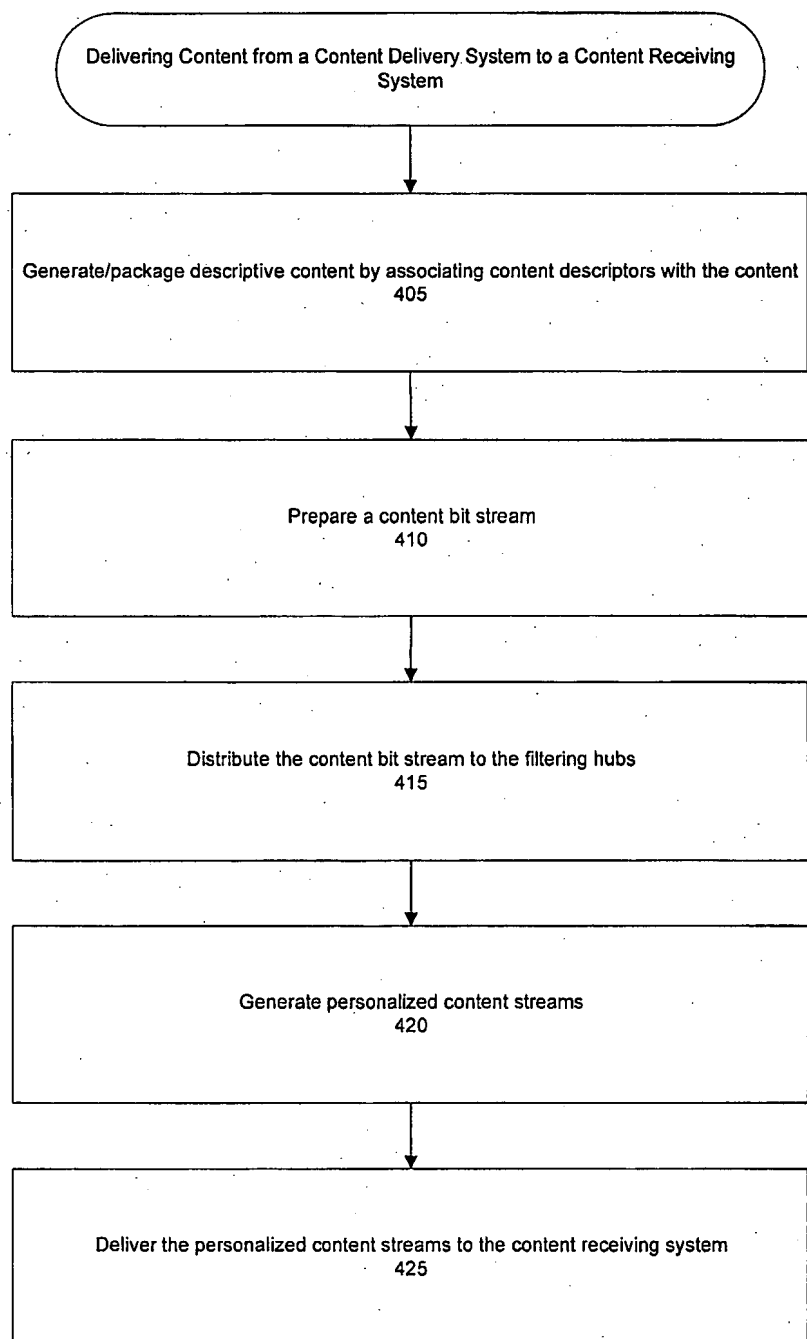 Delivering Content from a Content Delivery System to a Content Receiving
System
Generate/package descriptive content by associating content descriptors with the content
405
Prepare a content bit stream
410
Distribute the content bit stream to the filtering hubs
415
Generate personalized content streams
420
Deliver the personalized content streams to the content receiving system
425